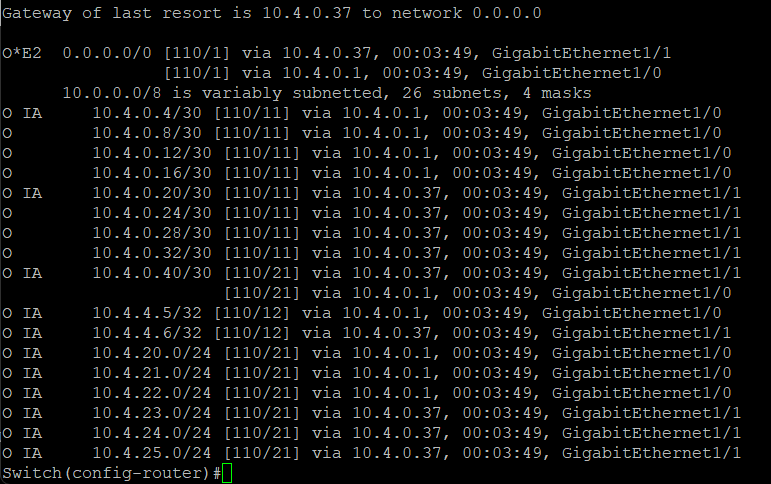 Gateway of last resort is 10.4.0.37 to network 0.0.0.0

O*E2  0.0.0.0/0 [110/1] via 10.4.0.37, 00:03:49, GigabitEthernet1/1
                [110/1] via 10.4.0.1, 00:03:49, GigabitEthernet1/0
      10.0.0.0/8 is variably subnetted, 26 subnets, 4 masks
O IA     10.4.0.4/30 [110/11] via 10.4.0.1, 00:03:49, GigabitEthernet1/0
O        10.4.0.8/30 [110/11] via 10.4.0.1, 00:03:49, GigabitEthernet1/0
O        10.4.0.12/30 [110/11] via 10.4.0.1, 00:03:49, GigabitEthernet1/0
O        10.4.0.16/30 [110/11] via 10.4.0.1, 00:03:49, GigabitEthernet1/0
O IA     10.4.0.20/30 [110/11] via 10.4.0.37, 00:03:49, GigabitEthernet1/1
O        10.4.0.24/30 [110/11] via 10.4.0.37, 00:03:49, GigabitEthernet1/1
O        10.4.0.28/30 [110/11] via 10.4.0.37, 00:03:49, GigabitEthernet1/1
O        10.4.0.32/30 [110/11] via 10.4.0.37, 00:03:49, GigabitEthernet1/1
O IA     10.4.0.40/30 [110/21] via 10.4.0.37, 00:03:49, GigabitEthernet1/1
                      [110/21] via 10.4.0.1, 00:03:49, GigabitEthernet1/0
O IA     10.4.4.5/32 [110/12] via 10.4.0.1, 00:03:49, GigabitEthernet1/0
O IA     10.4.4.6/32 [110/12] via 10.4.0.37, 00:03:49, GigabitEthernet1/1
O IA     10.4.20.0/24 [110/21] via 10.4.0.1, 00:03:49, GigabitEthernet1/0
O IA     10.4.21.0/24 [110/21] via 10.4.0.1, 00:03:49, GigabitEthernet1/0
O IA     10.4.22.0/24 [110/21] via 10.4.0.1, 00:03:49, GigabitEthernet1/0
O IA     10.4.23.0/24 [110/21] via 10.4.0.37, 00:03:49, GigabitEthernet1/1
O IA     10.4.24.0/24 [110/21] via 10.4.0.37, 00:03:49, GigabitEthernet1/1
O IA     10.4.25.0/24 [110/21] via 10.4.0.37, 00:03:49, GigabitEthernet1/1
Switch(config-router)#